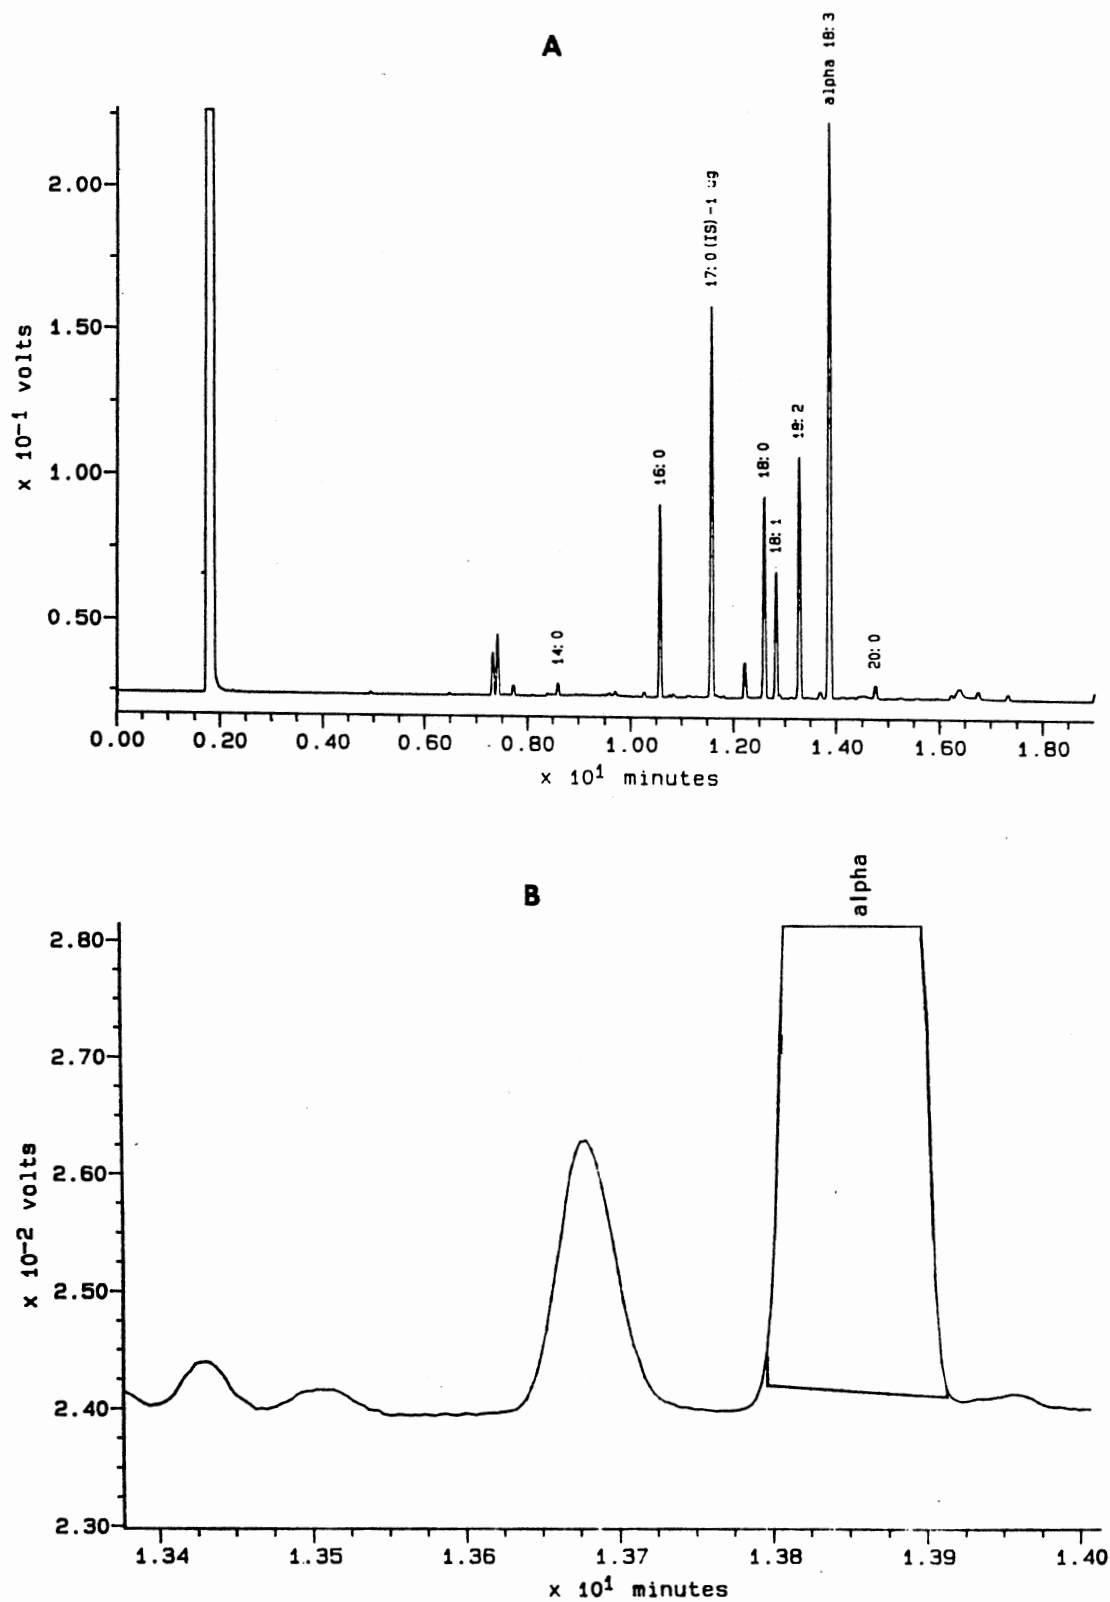 A
alpha 18:3
17:0(IS)-1 ug
18:2
18:0
16:0
18:1
14:0
20:0
x 10-1 volts
2.00
1.50
1.00
0.50
0.00 0.20 0.40 0.60 0.80 1.00 1.20 1.40 1.60 1.80
x 101 minutes
B
alpha
x 10-2 volts
2.80
2.70
2.60
2.50
2.40
2.30
1.34 1.35 1.36 1.37 1.38 1.39 1.40
x 101 minutes